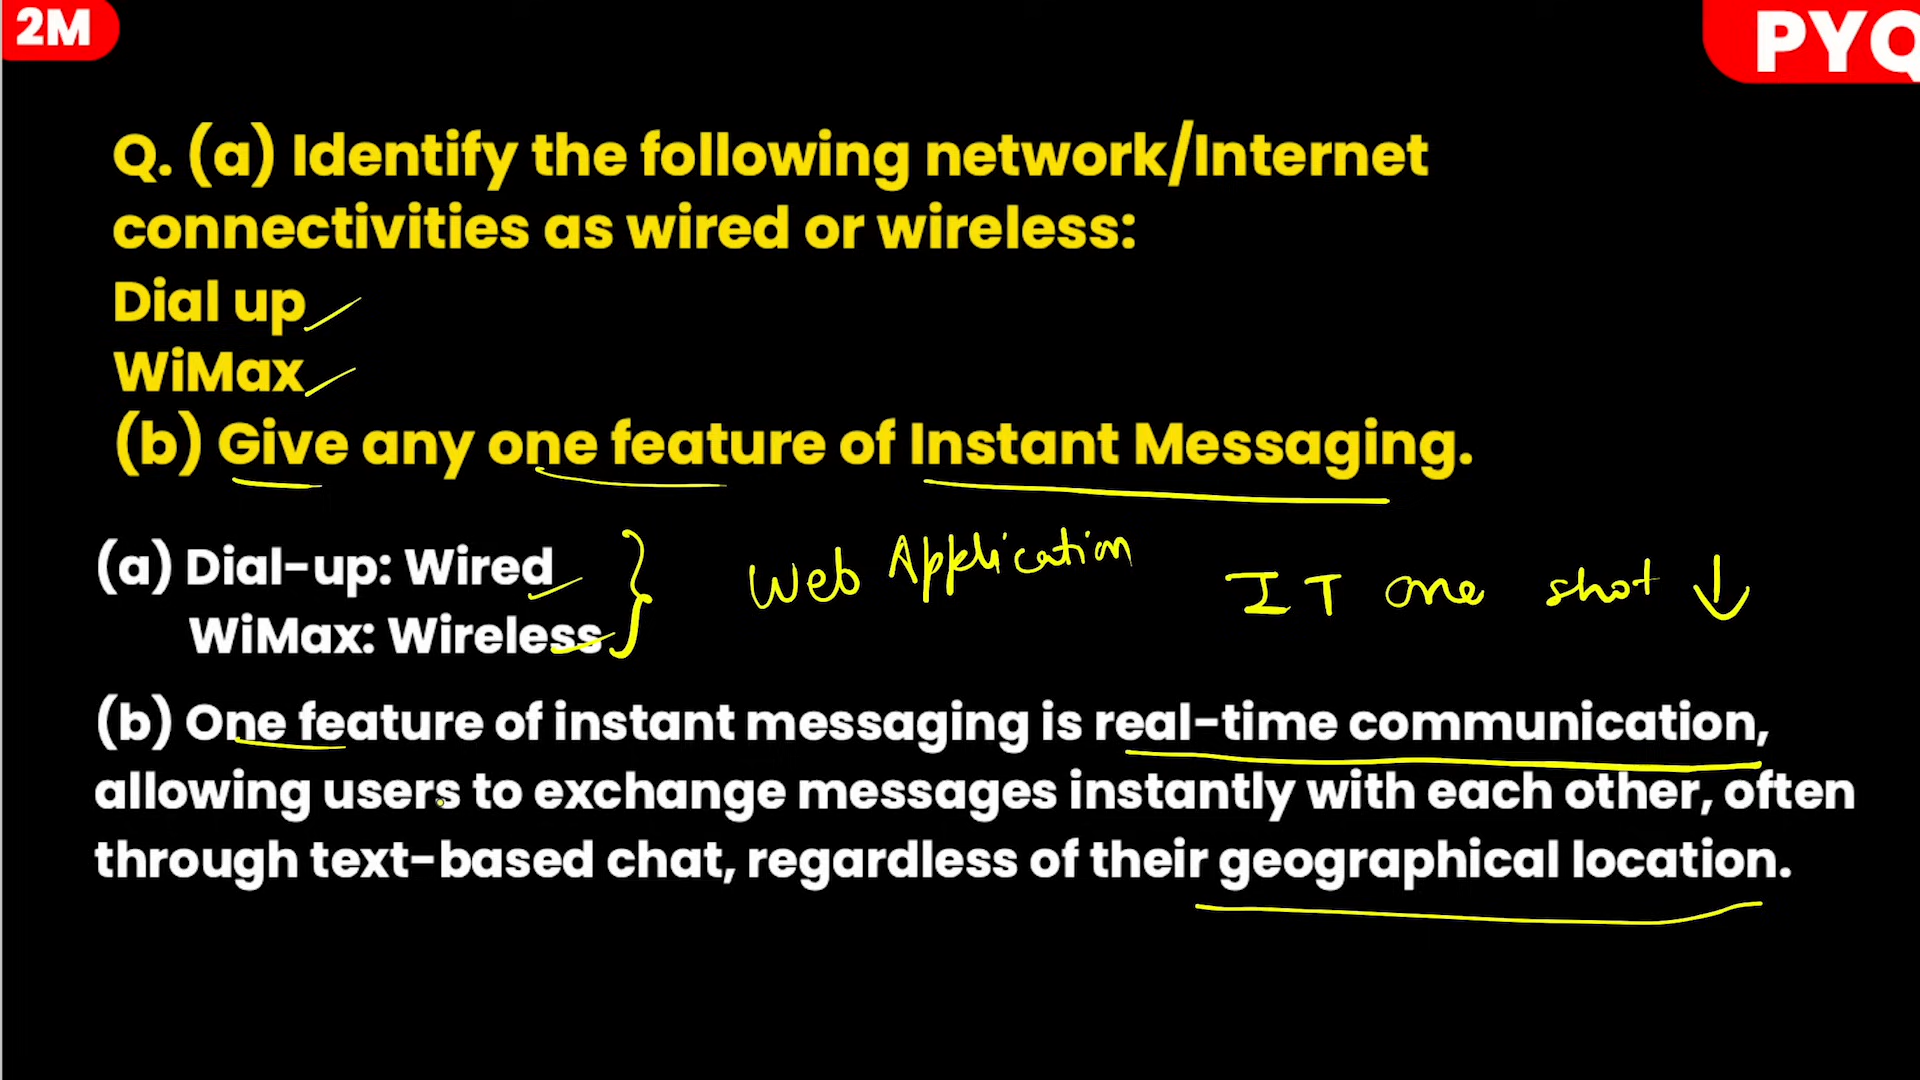 2M
PYQ
Q. (a) Identify the following network/Internet
connectivities as wired or wireless:
Dial up
WiMax
(b) Give any one feature of Instant Messaging.
(a) Dial-up: Wired
WiMax: Wireless
Web Application
IT one shot ↓
(b) One feature of instant messaging is real-time communication,
allowing users to exchange messages instantly with each other, often
through text-based chat, regardless of their geographical location.